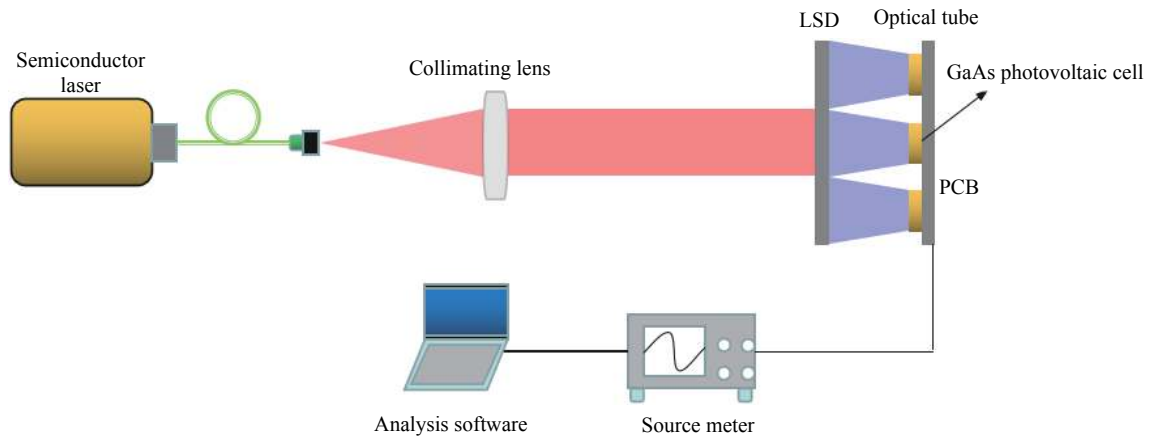 LSD
Optical tube
Semiconductor
laser
Collimating lens
GaAs photovoltaic cell
PCB
Analysis software
Source meter